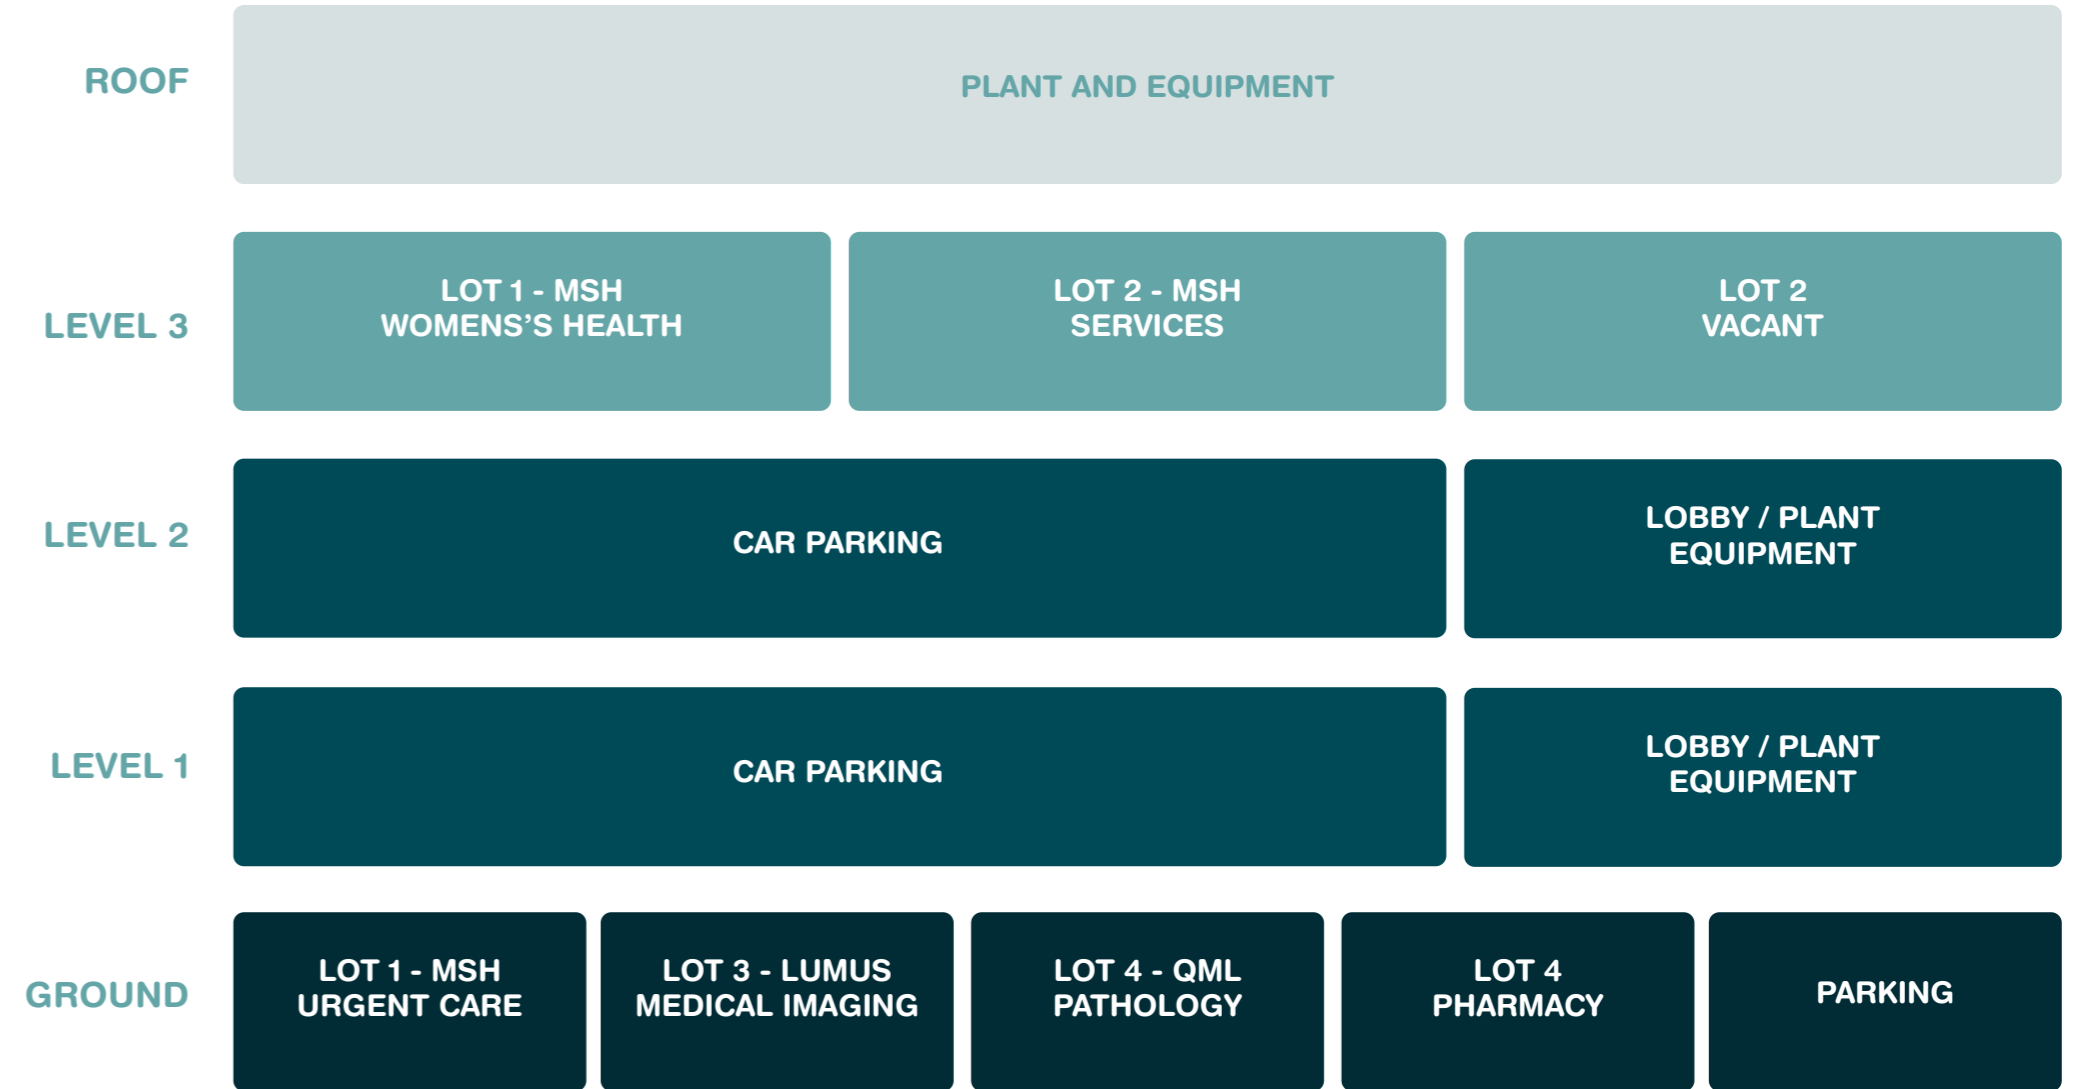 ROOF
PLANT AND EQUIPMENT
LEVEL 3
LOT 1 - MSH
WOMENS'S HEALTH
LOT 2 - MSH
SERVICES
LOT 2
VACANT
LEVEL 2
CAR PARKING
LOBBY / PLANT
EQUIPMENT
LEVEL 1
CAR PARKING
LOBBY / PLANT
EQUIPMENT
GROUND
LOT 1 - MSH
URGENT CARE
LOT 3 - LUMUS
MEDICAL IMAGING
LOT 4 - QML
PATHOLOGY
LOT 4
PHARMACY
PARKING